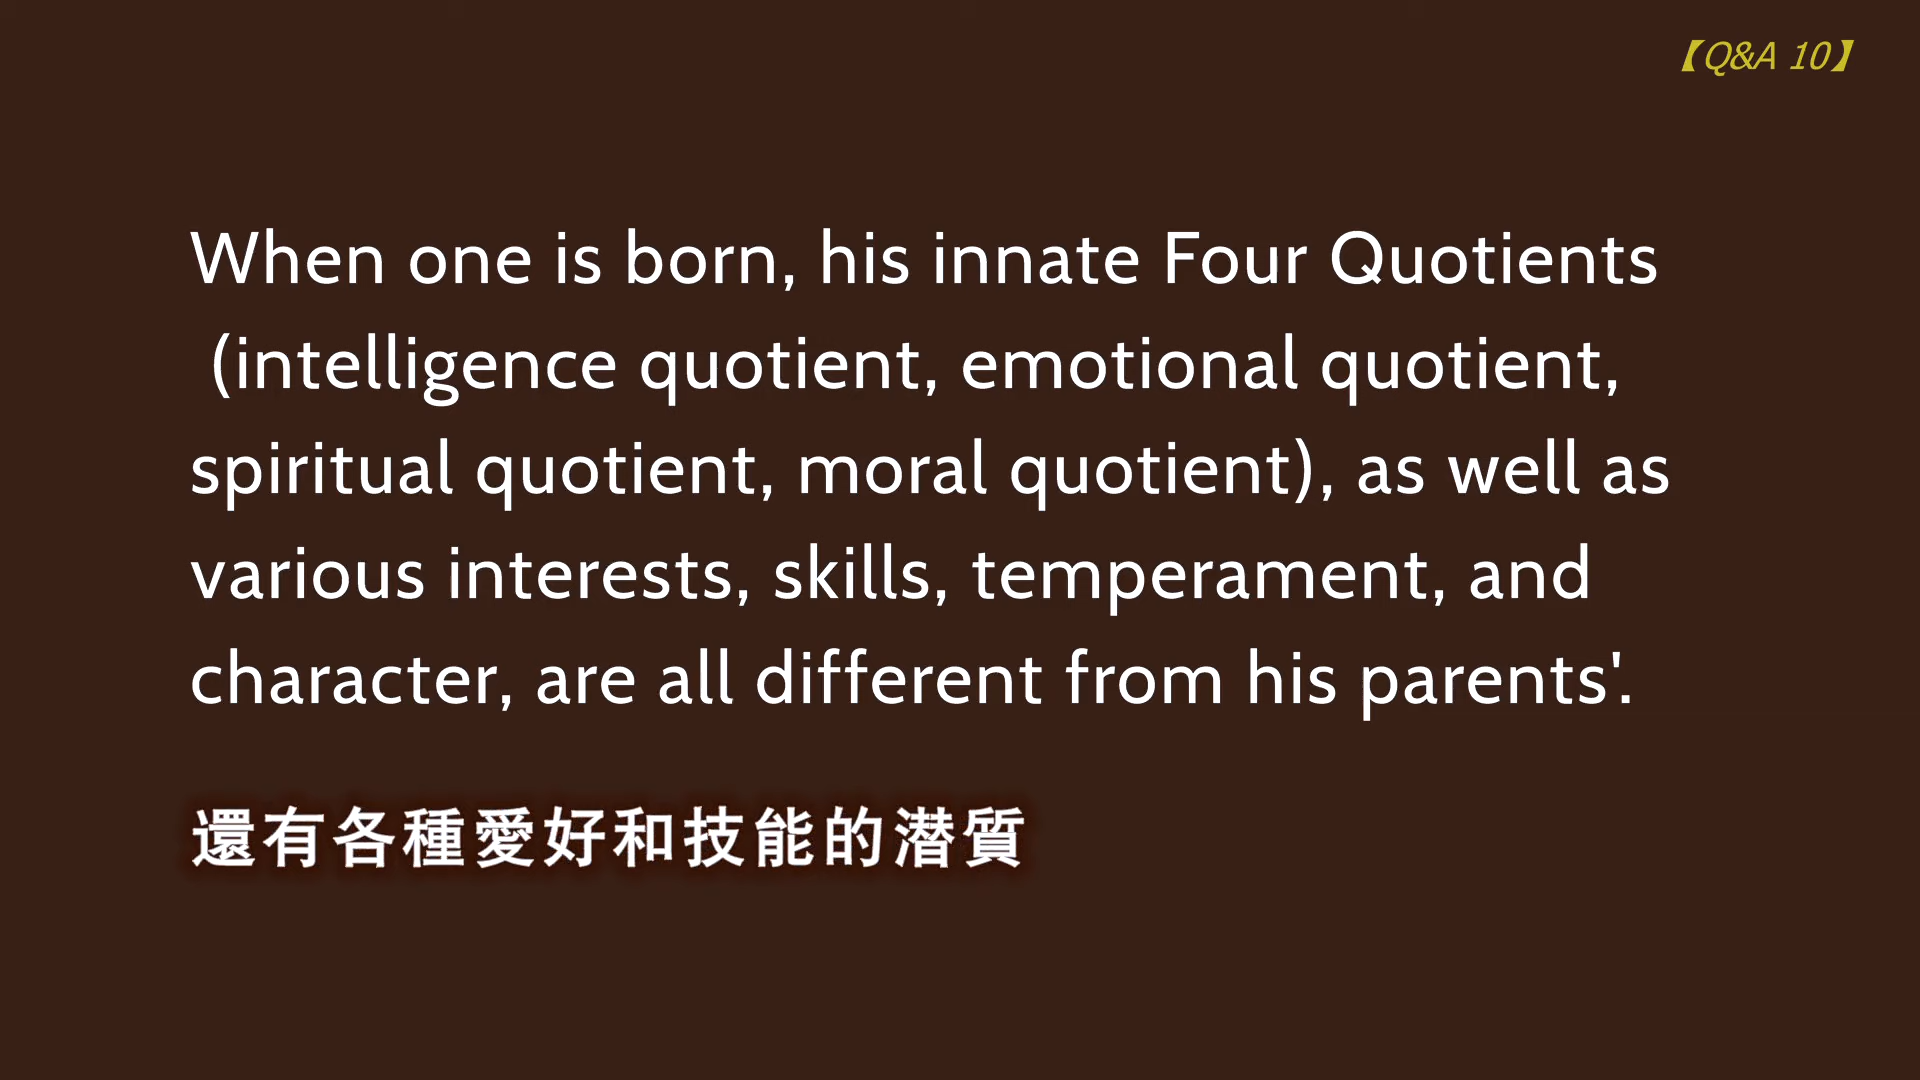 【Q&A 10】
When one is born, his innate Four Quotients
(intelligence quotient, emotional quotient,
spiritual quotient, moral quotient), as well as
various interests, skills, temperament, and
character, are all different from his parents'.
還有各種愛好和技能的潛質